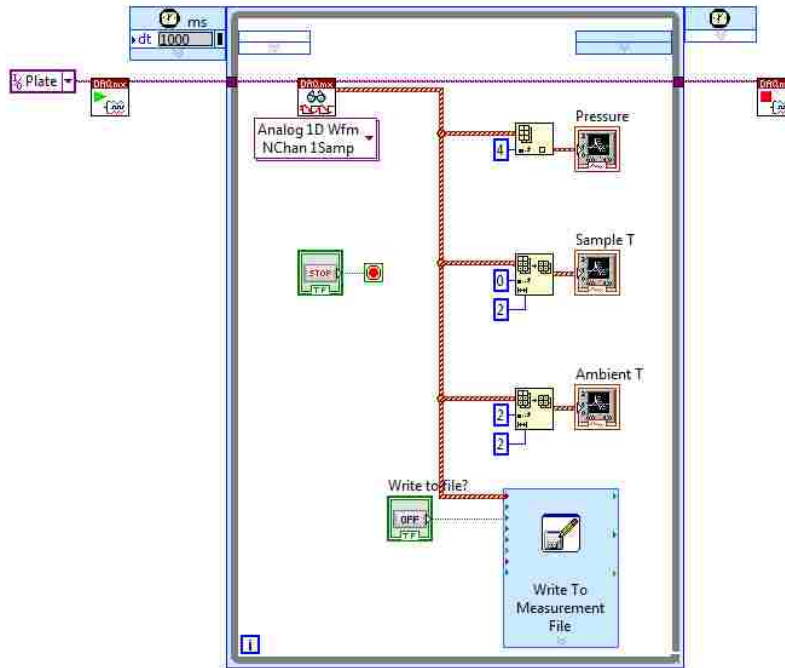 ms
dt 1000
I/O Plate
DAQmx
DAQmx
DAQmx
Analog 1D Wfm
NChan 1Samp
Pressure
4
Sample T
STOP
TF
0
2
Ambient T
2
2
Write to file?
OFF
TF
Write To
Measurement
File
i